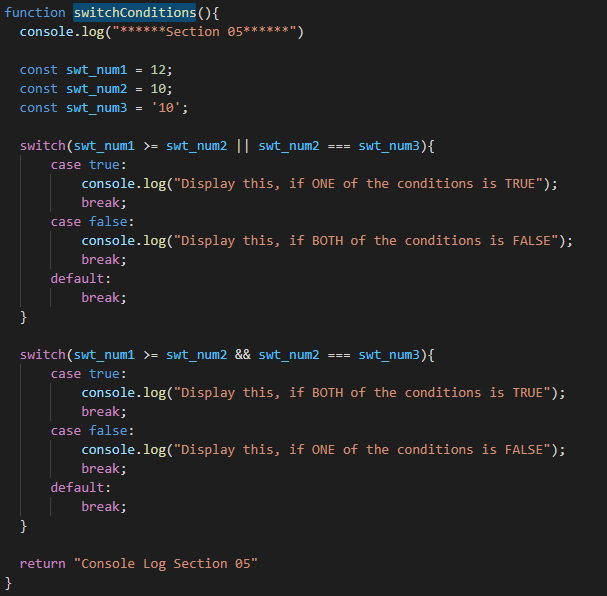 function switchConditions(){
  console.log("******Section 05******")

  const swt_num1 = 12;
  const swt_num2 = 10;
  const swt_num3 = '10';

  switch(swt_num1 >= swt_num2 || swt_num2 === swt_num3){
      case true:
          console.log("Display this, if ONE of the conditions is TRUE");
          break;
      case false:
          console.log("Display this, if BOTH of the conditions is FALSE");
          break;
      default:
          break;
  }

  switch(swt_num1 >= swt_num2 && swt_num2 === swt_num3){
      case true:
          console.log("Display this, if BOTH of the conditions is TRUE");
          break;
      case false:
          console.log("Display this, if ONE of the conditions is FALSE");
          break;
      default:
          break;
  }

  return "Console Log Section 05"
}